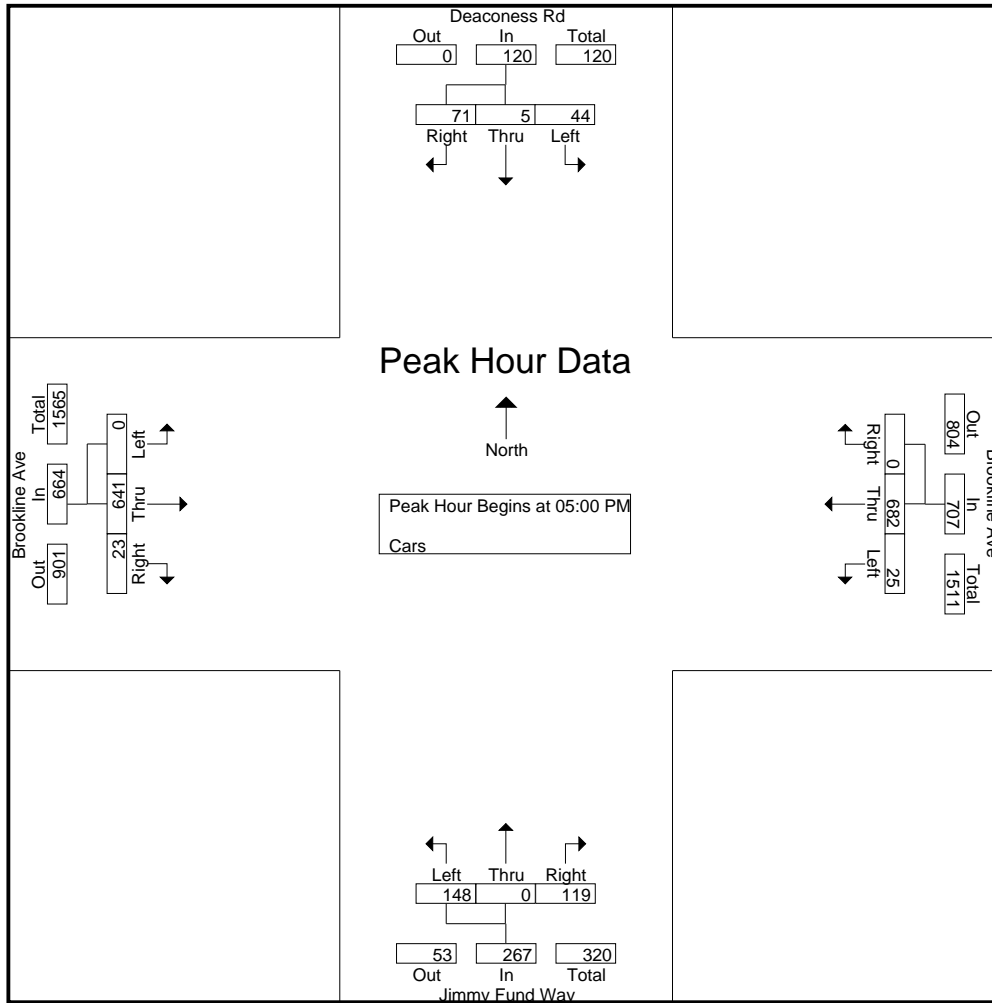 Deaconess Rd
Out In Total
0 120 120
71 5 44
Right Thru Left
Peak Hour Data
North
Peak Hour Begins at 05:00 PM
Cars
Brookline Ave
Out In Total
901 664 1565
Right Thru Left
23 641 0
Brookline Ave
Out In Total
804 707 1511
Right Thru Left
0 682 25
Left Thru Right
148 0 119
53 267 320
Out In Total
Jimmy Fund Way